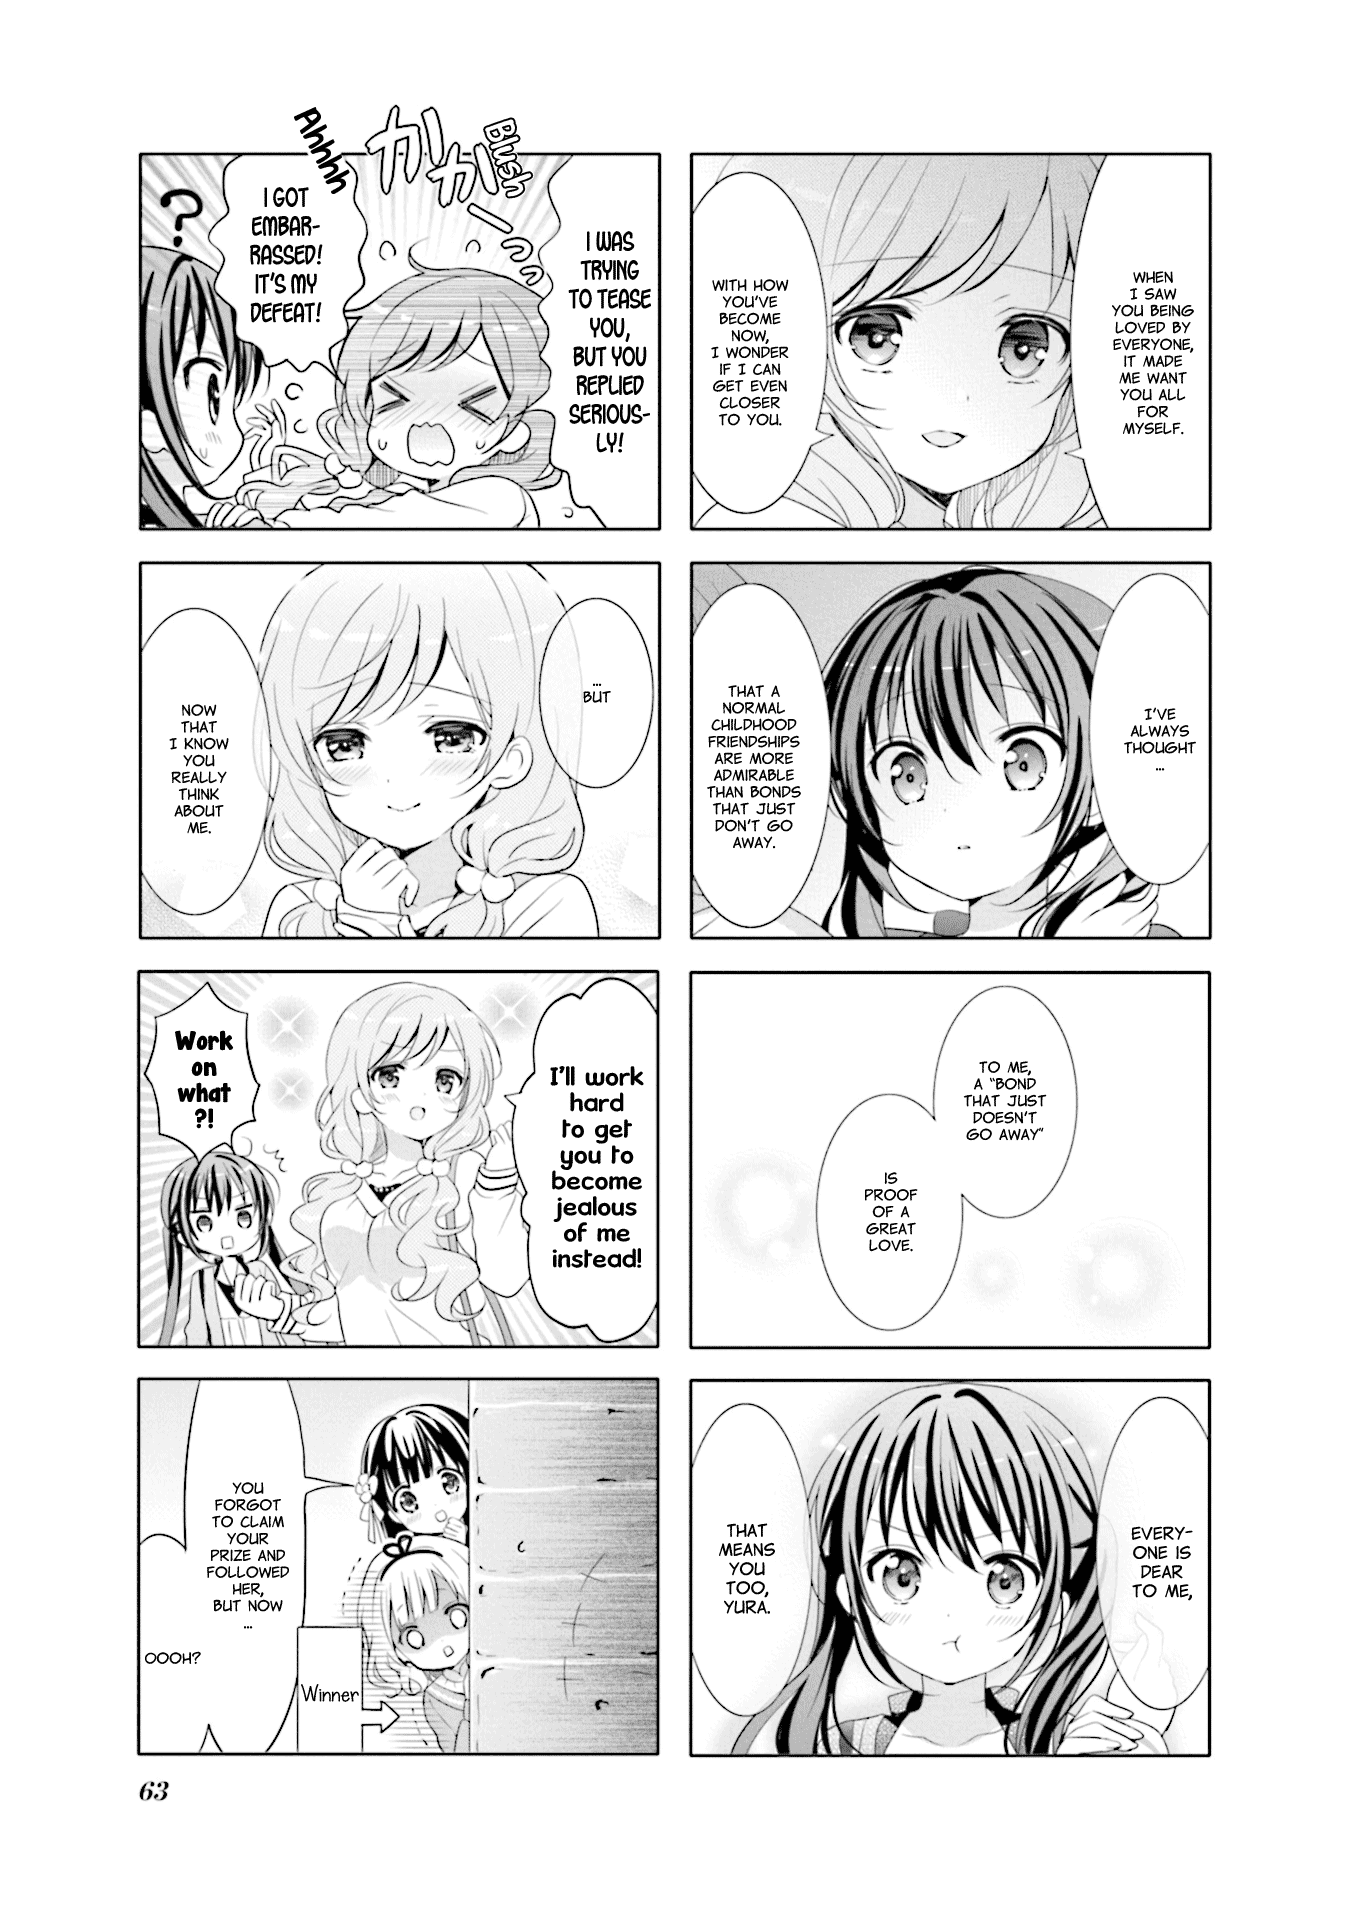 WHEN
I SAW
YOU BEING
LOVED BY
EVERYONE,
IT MADE
ME WANT
YOU ALL
FOR
MYSELF.
WITH HOW
YOU'VE
BECOME
NOW,
I WONDER
IF I CAN
GET EVEN
CLOSER
TO YOU.
I'VE
ALWAYS
THOUGHT
...
THAT A
NORMAL
CHILDHOOD
FRIENDSHIPS
ARE MORE
ADMIRABLE
THAN BONDS
THAT JUST
DON'T GO
AWAY.
TO ME,
A "BOND
THAT JUST
DOESN'T
GO AWAY"
IS
PROOF
OF A
GREAT
LOVE.
EVERY-
ONE IS
DEAR
TO ME,
THAT
MEANS
YOU
TOO,
YURA.
I WAS
TRYING
TO TEASE
YOU,
BUT YOU
REPLIED
SERIOUS-
LY!
Blush
カカーッ
Ahhhh
I GOT
EMBAR-
RASSED!
IT'S MY
DEFEAT!
?
...
BUT
NOW
THAT
I KNOW
YOU
REALLY
THINK
ABOUT
ME.
I'll work
hard
to get
you to
become
jealous
of me
instead!
Work
on
what
?!
YOU
FORGOT
TO CLAIM
YOUR
PRIZE AND
FOLLOWED
HER,
BUT NOW
...
OOOH?
Winner
63